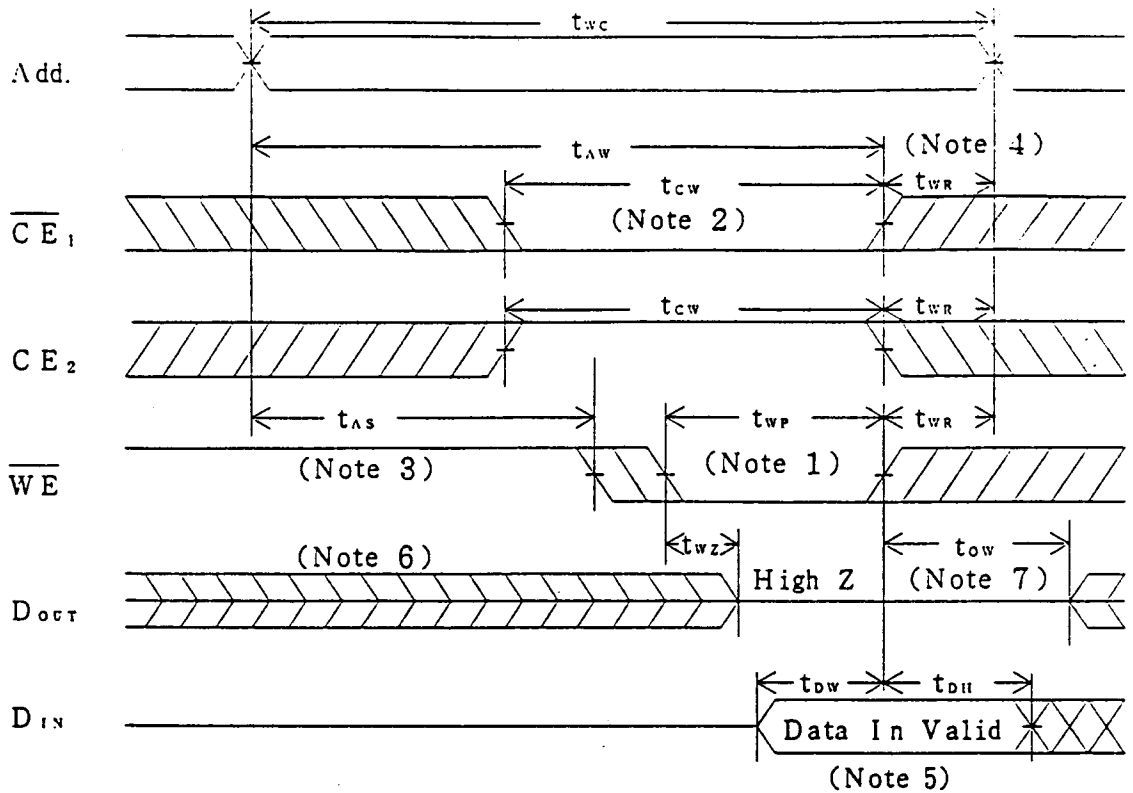 tWC
Add.
tAW
(Note 4)
tCW
tWR
(Note 2)
CE1
tCW
tWR
CE2
tAS
tWP
tWR
(Note 3)
(Note 1)
WE
tWZ
tOW
(Note 6)
High Z
(Note 7)
DOUT
tDW
tDH
DIN
Data In Valid
(Note 5)